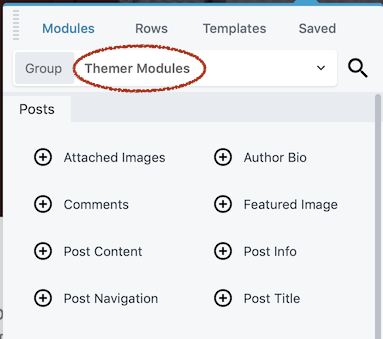 Modules Rows Templates Saved
Group Themer Modules
Posts
Attached Images Author Bio
Comments Featured Image
Post Content Post Info
Post Navigation Post Title